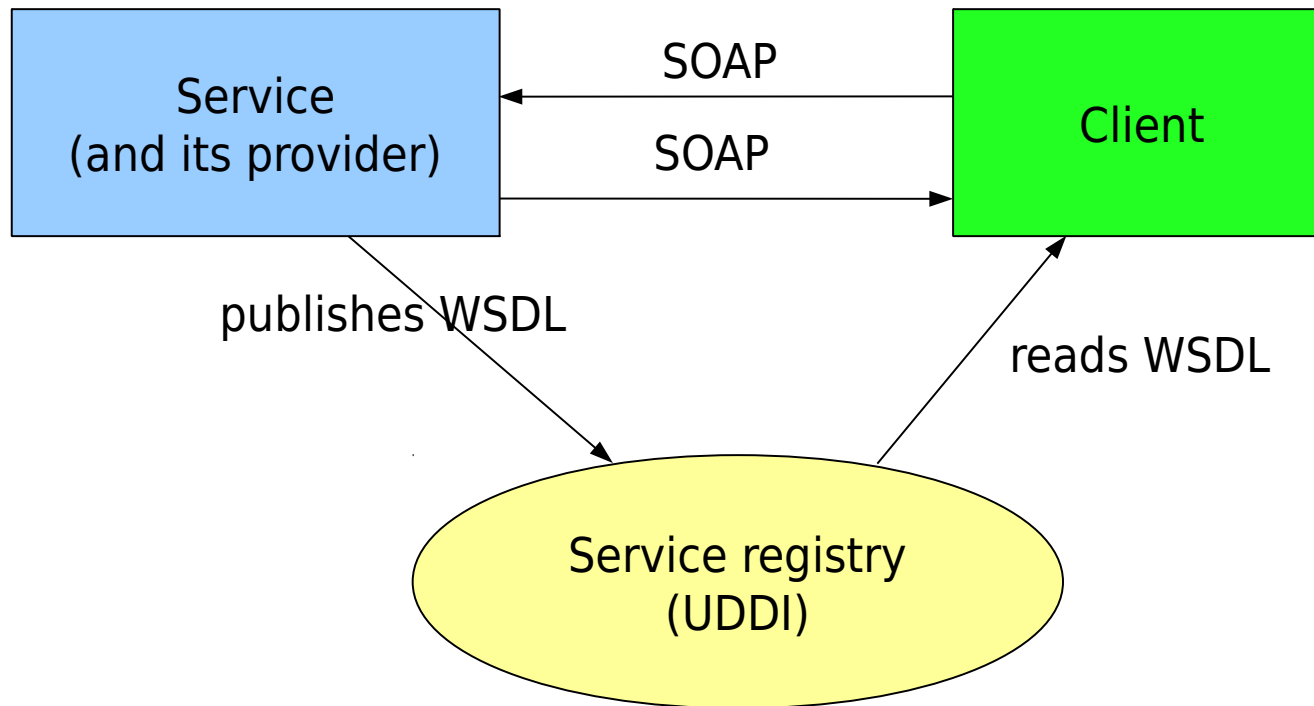 SOAP
Service
(and its provider)
Client
SOAP
publishes WSDL
reads WSDL
Service registry
(UDDI)